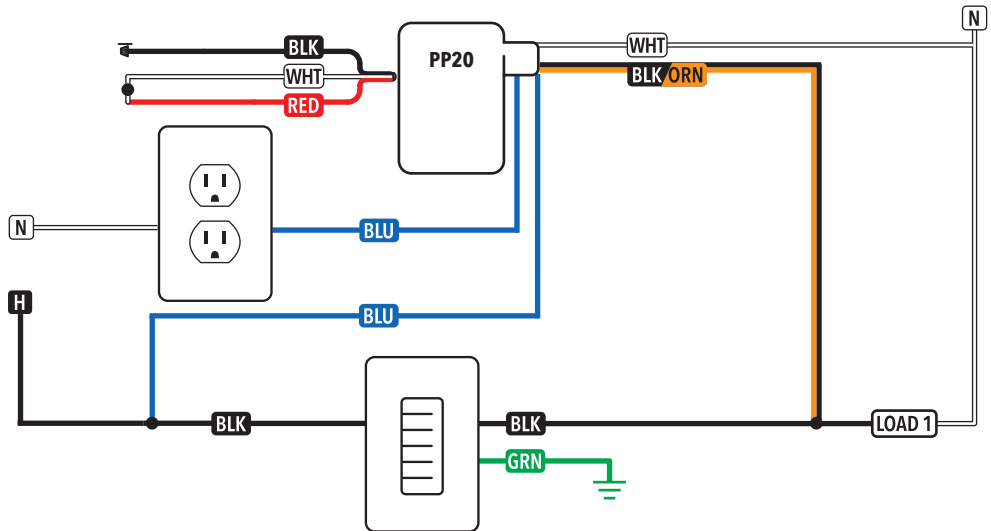 N
BLK
WHT
PP20
WHT
BLK/ORN
RED
N
BLU
H
BLU
BLK
BLK
LOAD 1
GRN